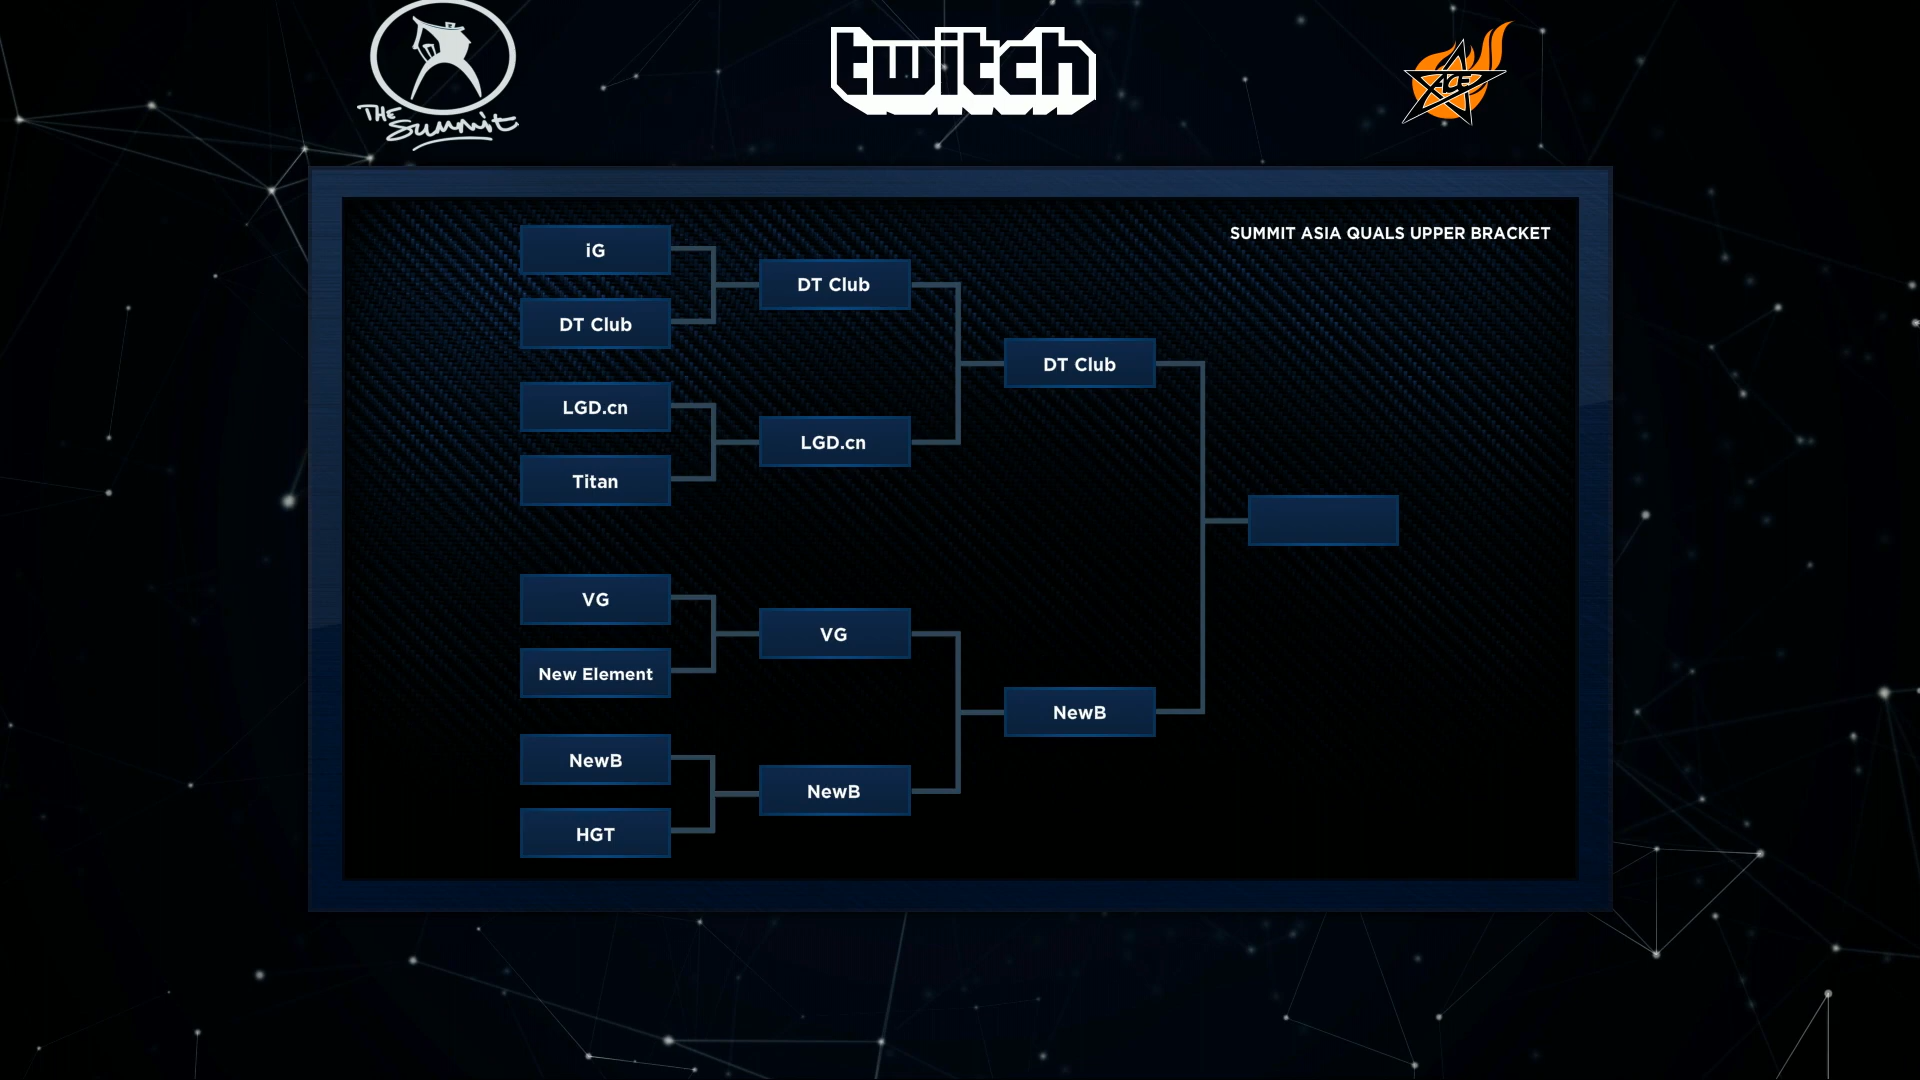 THE
Summit
twitch
ACE
SUMMIT ASIA QUALS UPPER BRACKET
iG
DT Club
LGD.cn
Titan
VG
New Element
NewB
HGT
DT Club
LGD.cn
VG
NewB
DT Club
NewB